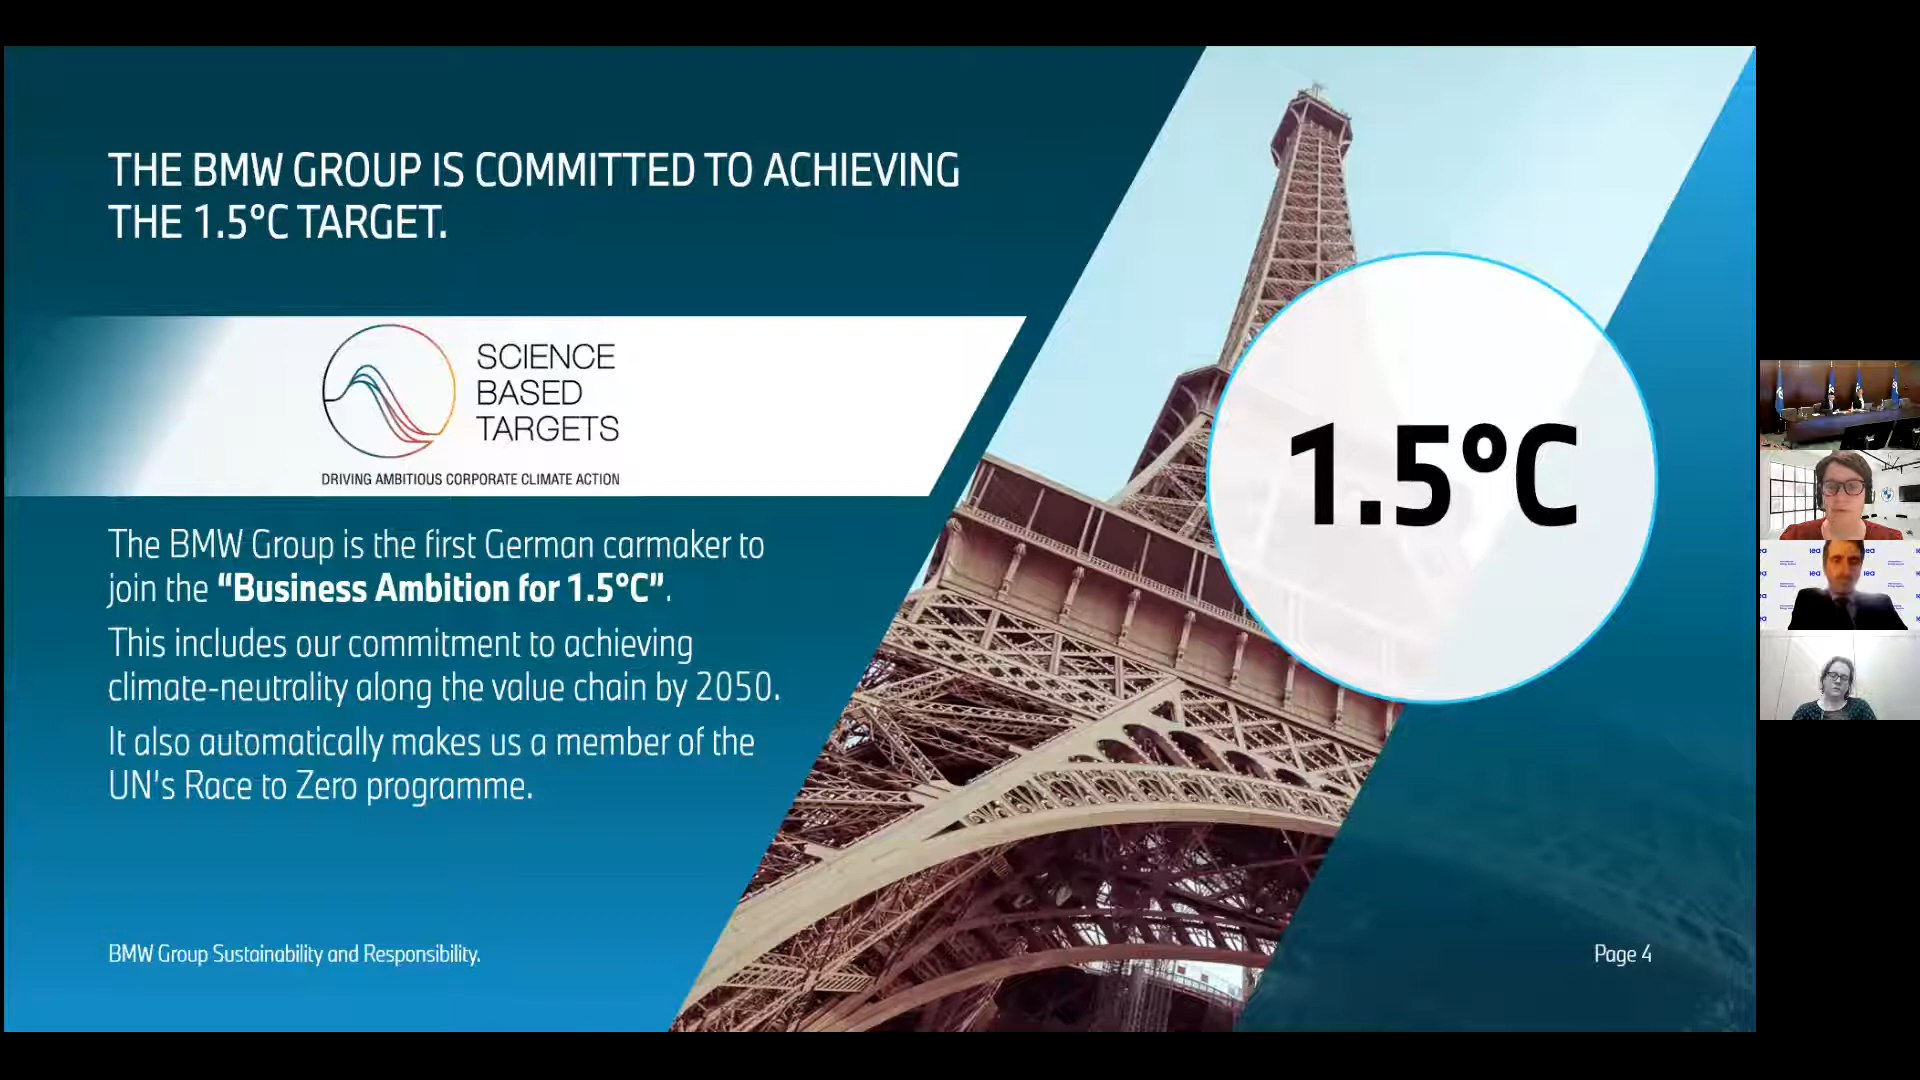 THE BMW GROUP IS COMMITTED TO ACHIEVING
THE 1.5°C TARGET.
SCIENCE
BASED
TARGETS
DRIVING AMBITIOUS CORPORATE CLIMATE ACTION
1.5°C
The BMW Group is the first German carmaker to
join the “Business Ambition for 1.5°C”.
This includes our commitment to achieving
climate-neutrality along the value chain by 2050.
It also automatically makes us a member of the
UN's Race to Zero programme.
BMW Group Sustainability and Responsibility.
Page 4
iea
iea